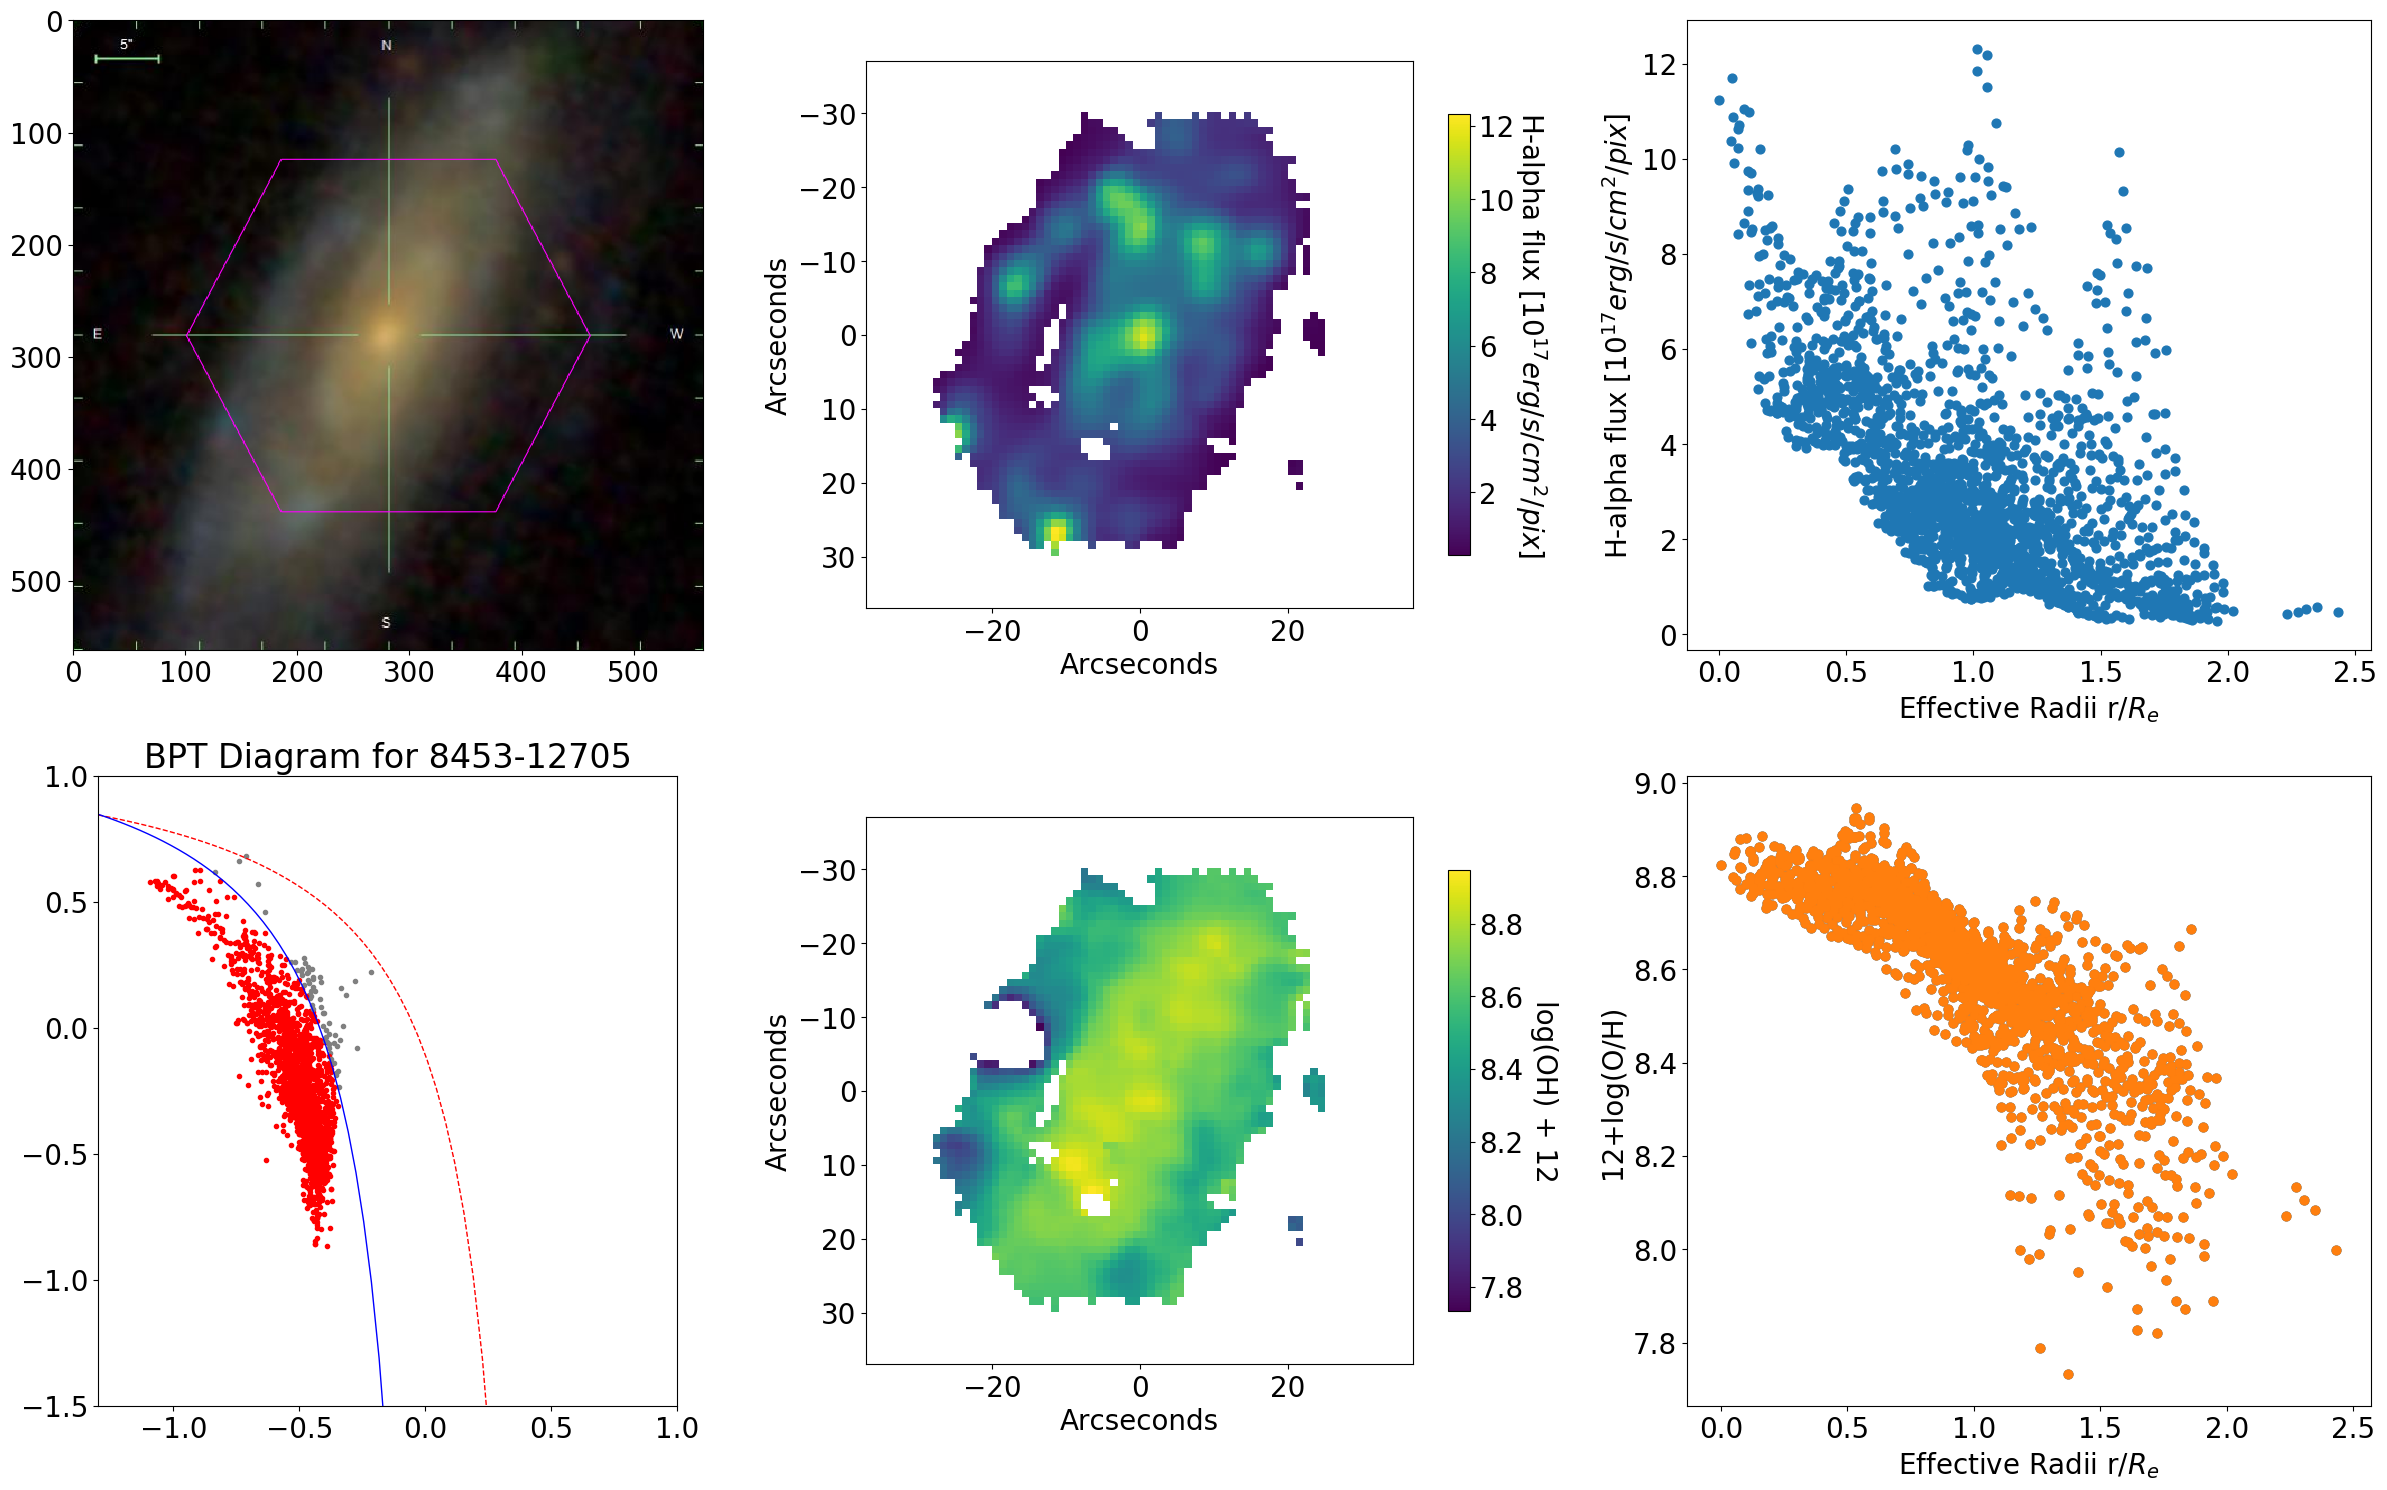 0
100
200
300
400
500
0 100 200 300 400 500
5"
N
E
W
S
−30
−20
−10
0
10
20
30
−20 0 20
Arcseconds
Arcseconds
12
10
8
6
4
2
H-alpha flux [10^17 erg/s/cm^2/pix]
12
10
8
6
4
2
0
0.0 0.5 1.0 1.5 2.0 2.5
H-alpha flux [10^17 erg/s/cm^2/pix]
Effective Radii r/R_e
BPT Diagram for 8453-12705
1.0
0.5
0.0
−0.5
−1.0
−1.5
−1.0 −0.5 0.0 0.5 1.0
−30
−20
−10
0
10
20
30
−20 0 20
Arcseconds
Arcseconds
8.8
8.6
8.4
8.2
8.0
7.8
log(OH) + 12
9.0
8.8
8.6
8.4
8.2
8.0
7.8
0.0 0.5 1.0 1.5 2.0 2.5
12+log(O/H)
Effective Radii r/R_e